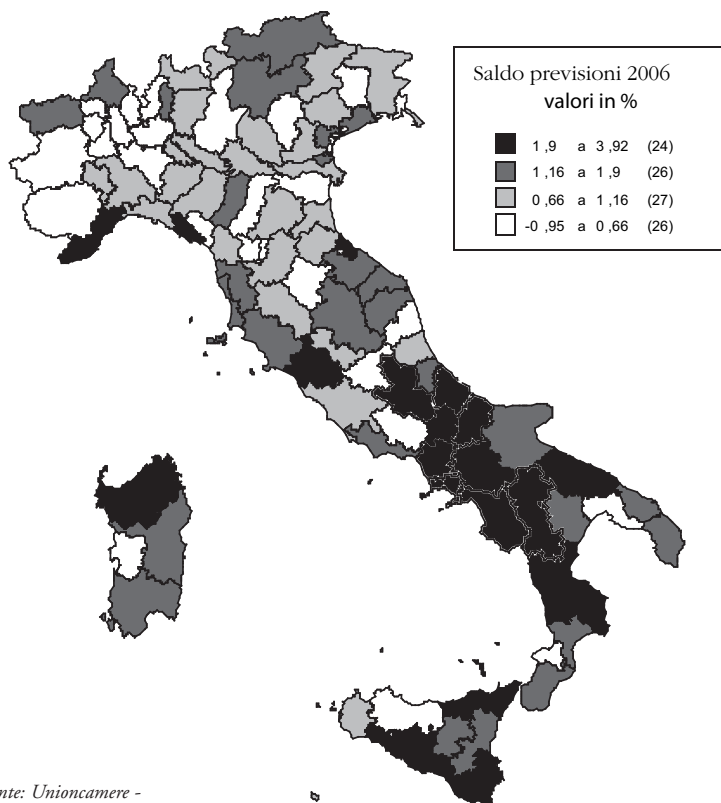 Saldo previsioni 2006
valori in %
1 ,9 a 3 ,92 (24)
1 ,16 a 1 ,9 (26)
0 ,66 a 1 ,16 (27)
-0 ,95 a 0 ,66 (26)
nte: Unioncamere -